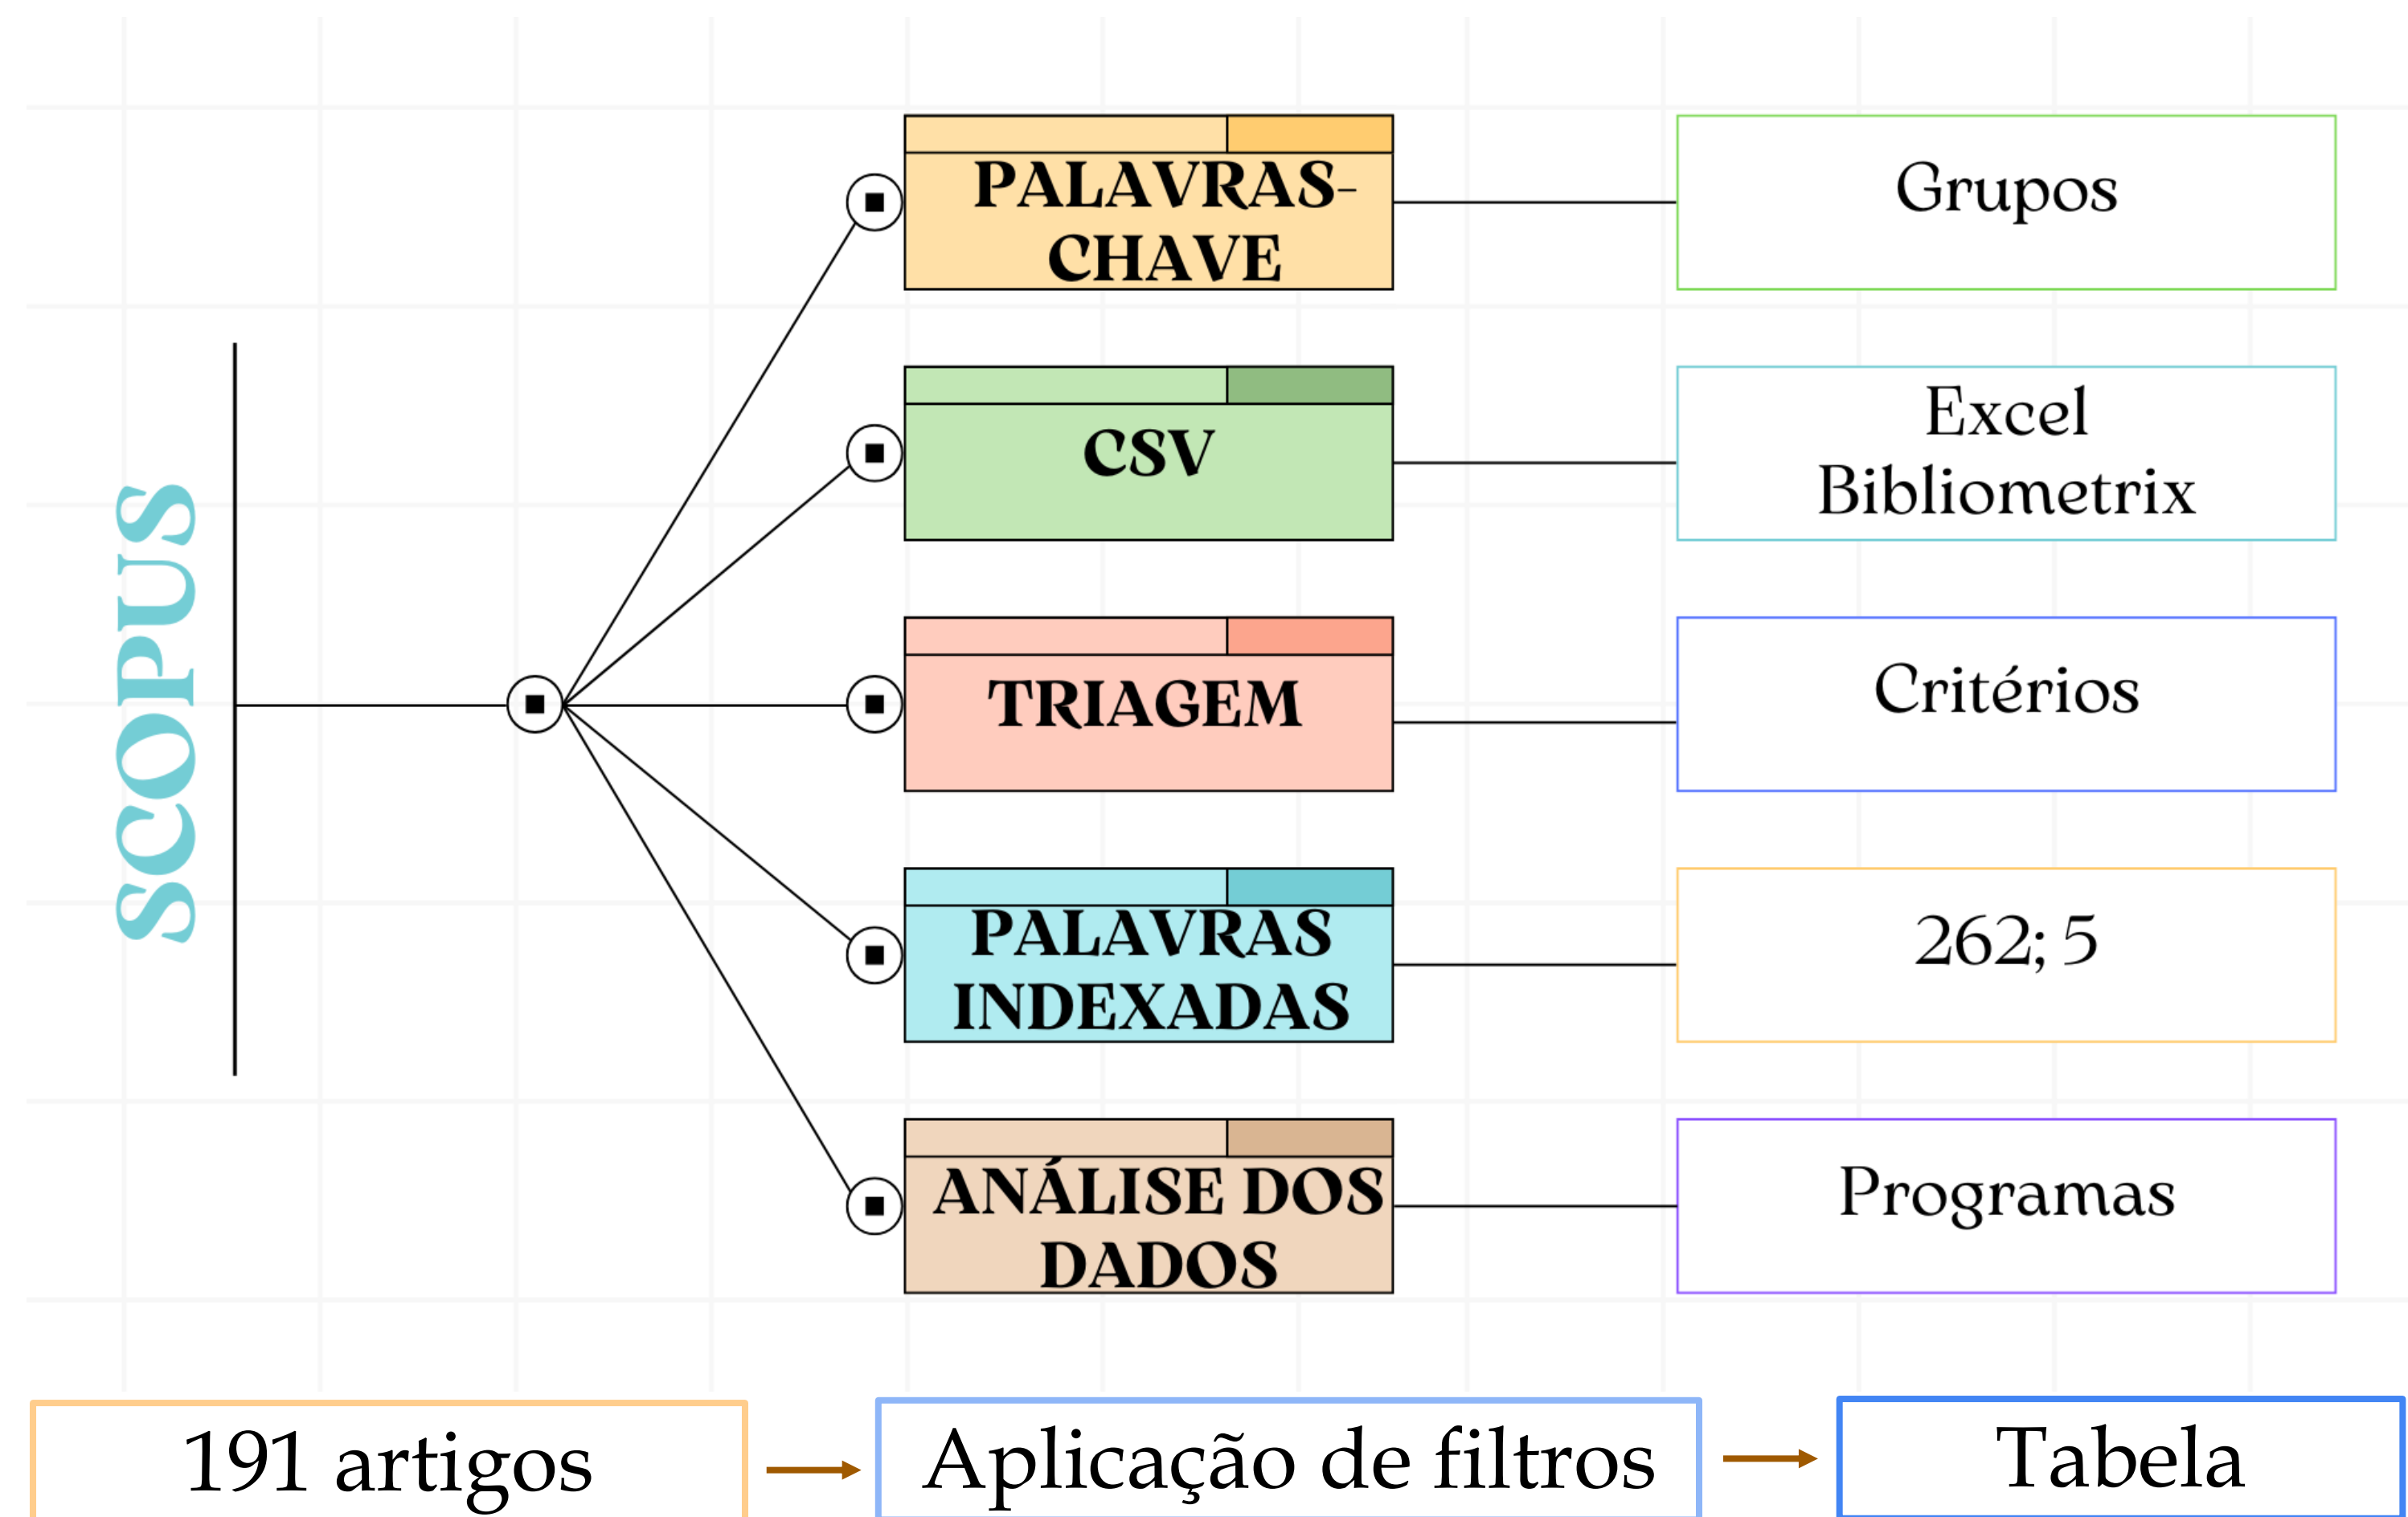 SCOPUS
PALAVRAS-
CHAVE
Grupos
CSV
Excel
Bibliometrix
TRIAGEM
Critérios
PALAVRAS
INDEXADAS
262; 5
ANÁLISE DOS
DADOS
Programas
191 artigos
Aplicação de filtros
Tabela